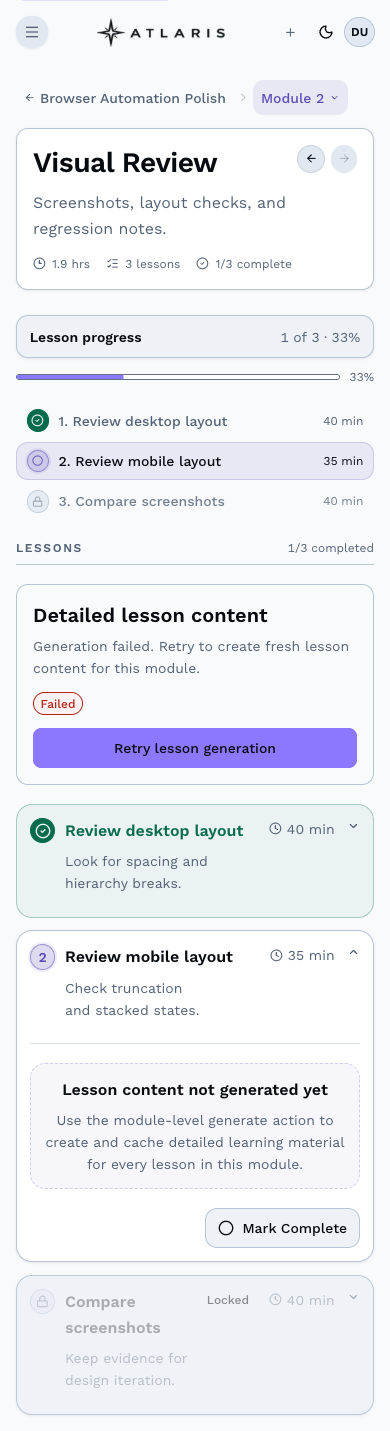 ATLARIS
DU
Browser Automation Polish
Module 2
Visual Review
Screenshots, layout checks, and
regression notes.
1.9 hrs
3 lessons
1/3 complete
Lesson progress
1 of 3 · 33%
33%
1. Review desktop layout
40 min
2. Review mobile layout
35 min
3. Compare screenshots
40 min
LESSONS
1/3 completed
Detailed lesson content
Generation failed. Retry to create fresh lesson
content for this module.
Failed
Retry lesson generation
Review desktop layout
40 min
Look for spacing and
hierarchy breaks.
2
Review mobile layout
35 min
Check truncation
and stacked states.
Lesson content not generated yet
Use the module-level generate action to
create and cache detailed learning material
for every lesson in this module.
Mark Complete
Compare
screenshots
Locked
40 min
Keep evidence for
design iteration.